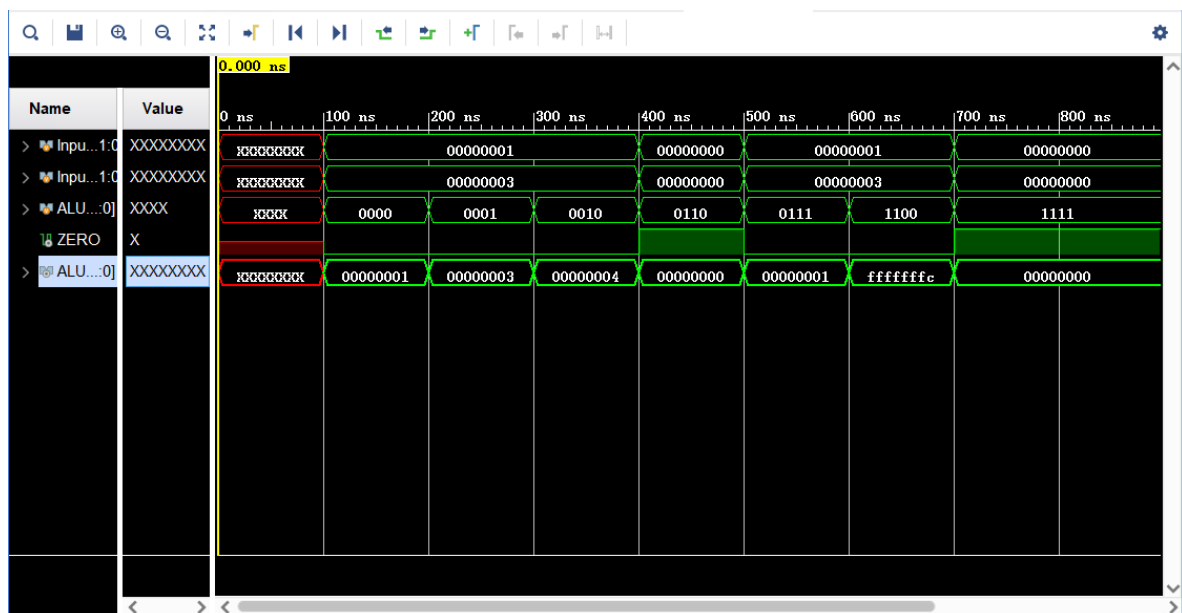 0.000 ns
Name Value
0 ns 100 ns 200 ns 300 ns 400 ns 500 ns 600 ns 700 ns 800 ns
Inpu...1:0 XXXXXXXX XXXXXXXX 00000001 00000000 00000001 00000000
Inpu...1:0 XXXXXXXX XXXXXXXX 00000003 00000000 00000003 00000000
ALU...:0] XXXX XXXX 0000 0001 0010 0110 0111 1100 1111
ZERO X
ALU...:0] XXXXXXXX XXXXXXXX 00000001 00000003 00000004 00000000 00000001 fffffffc 00000000